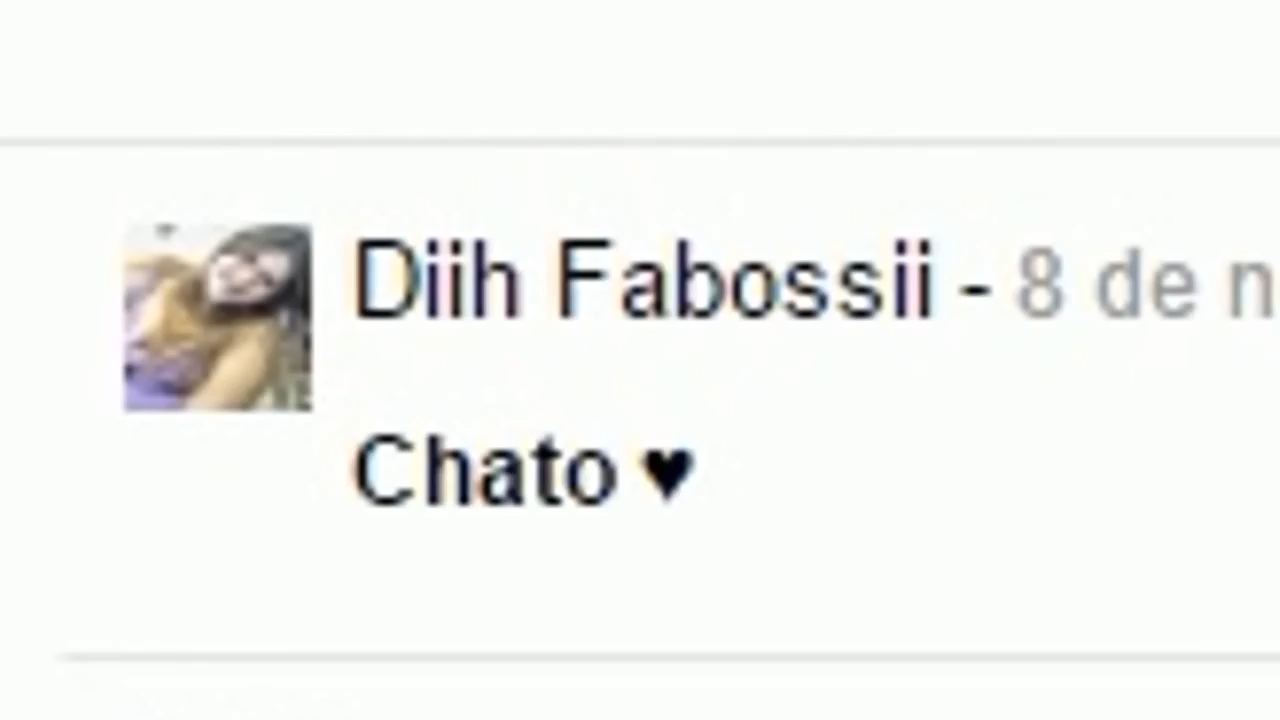 Diih Fabossii - 8 de n
Chato ♥